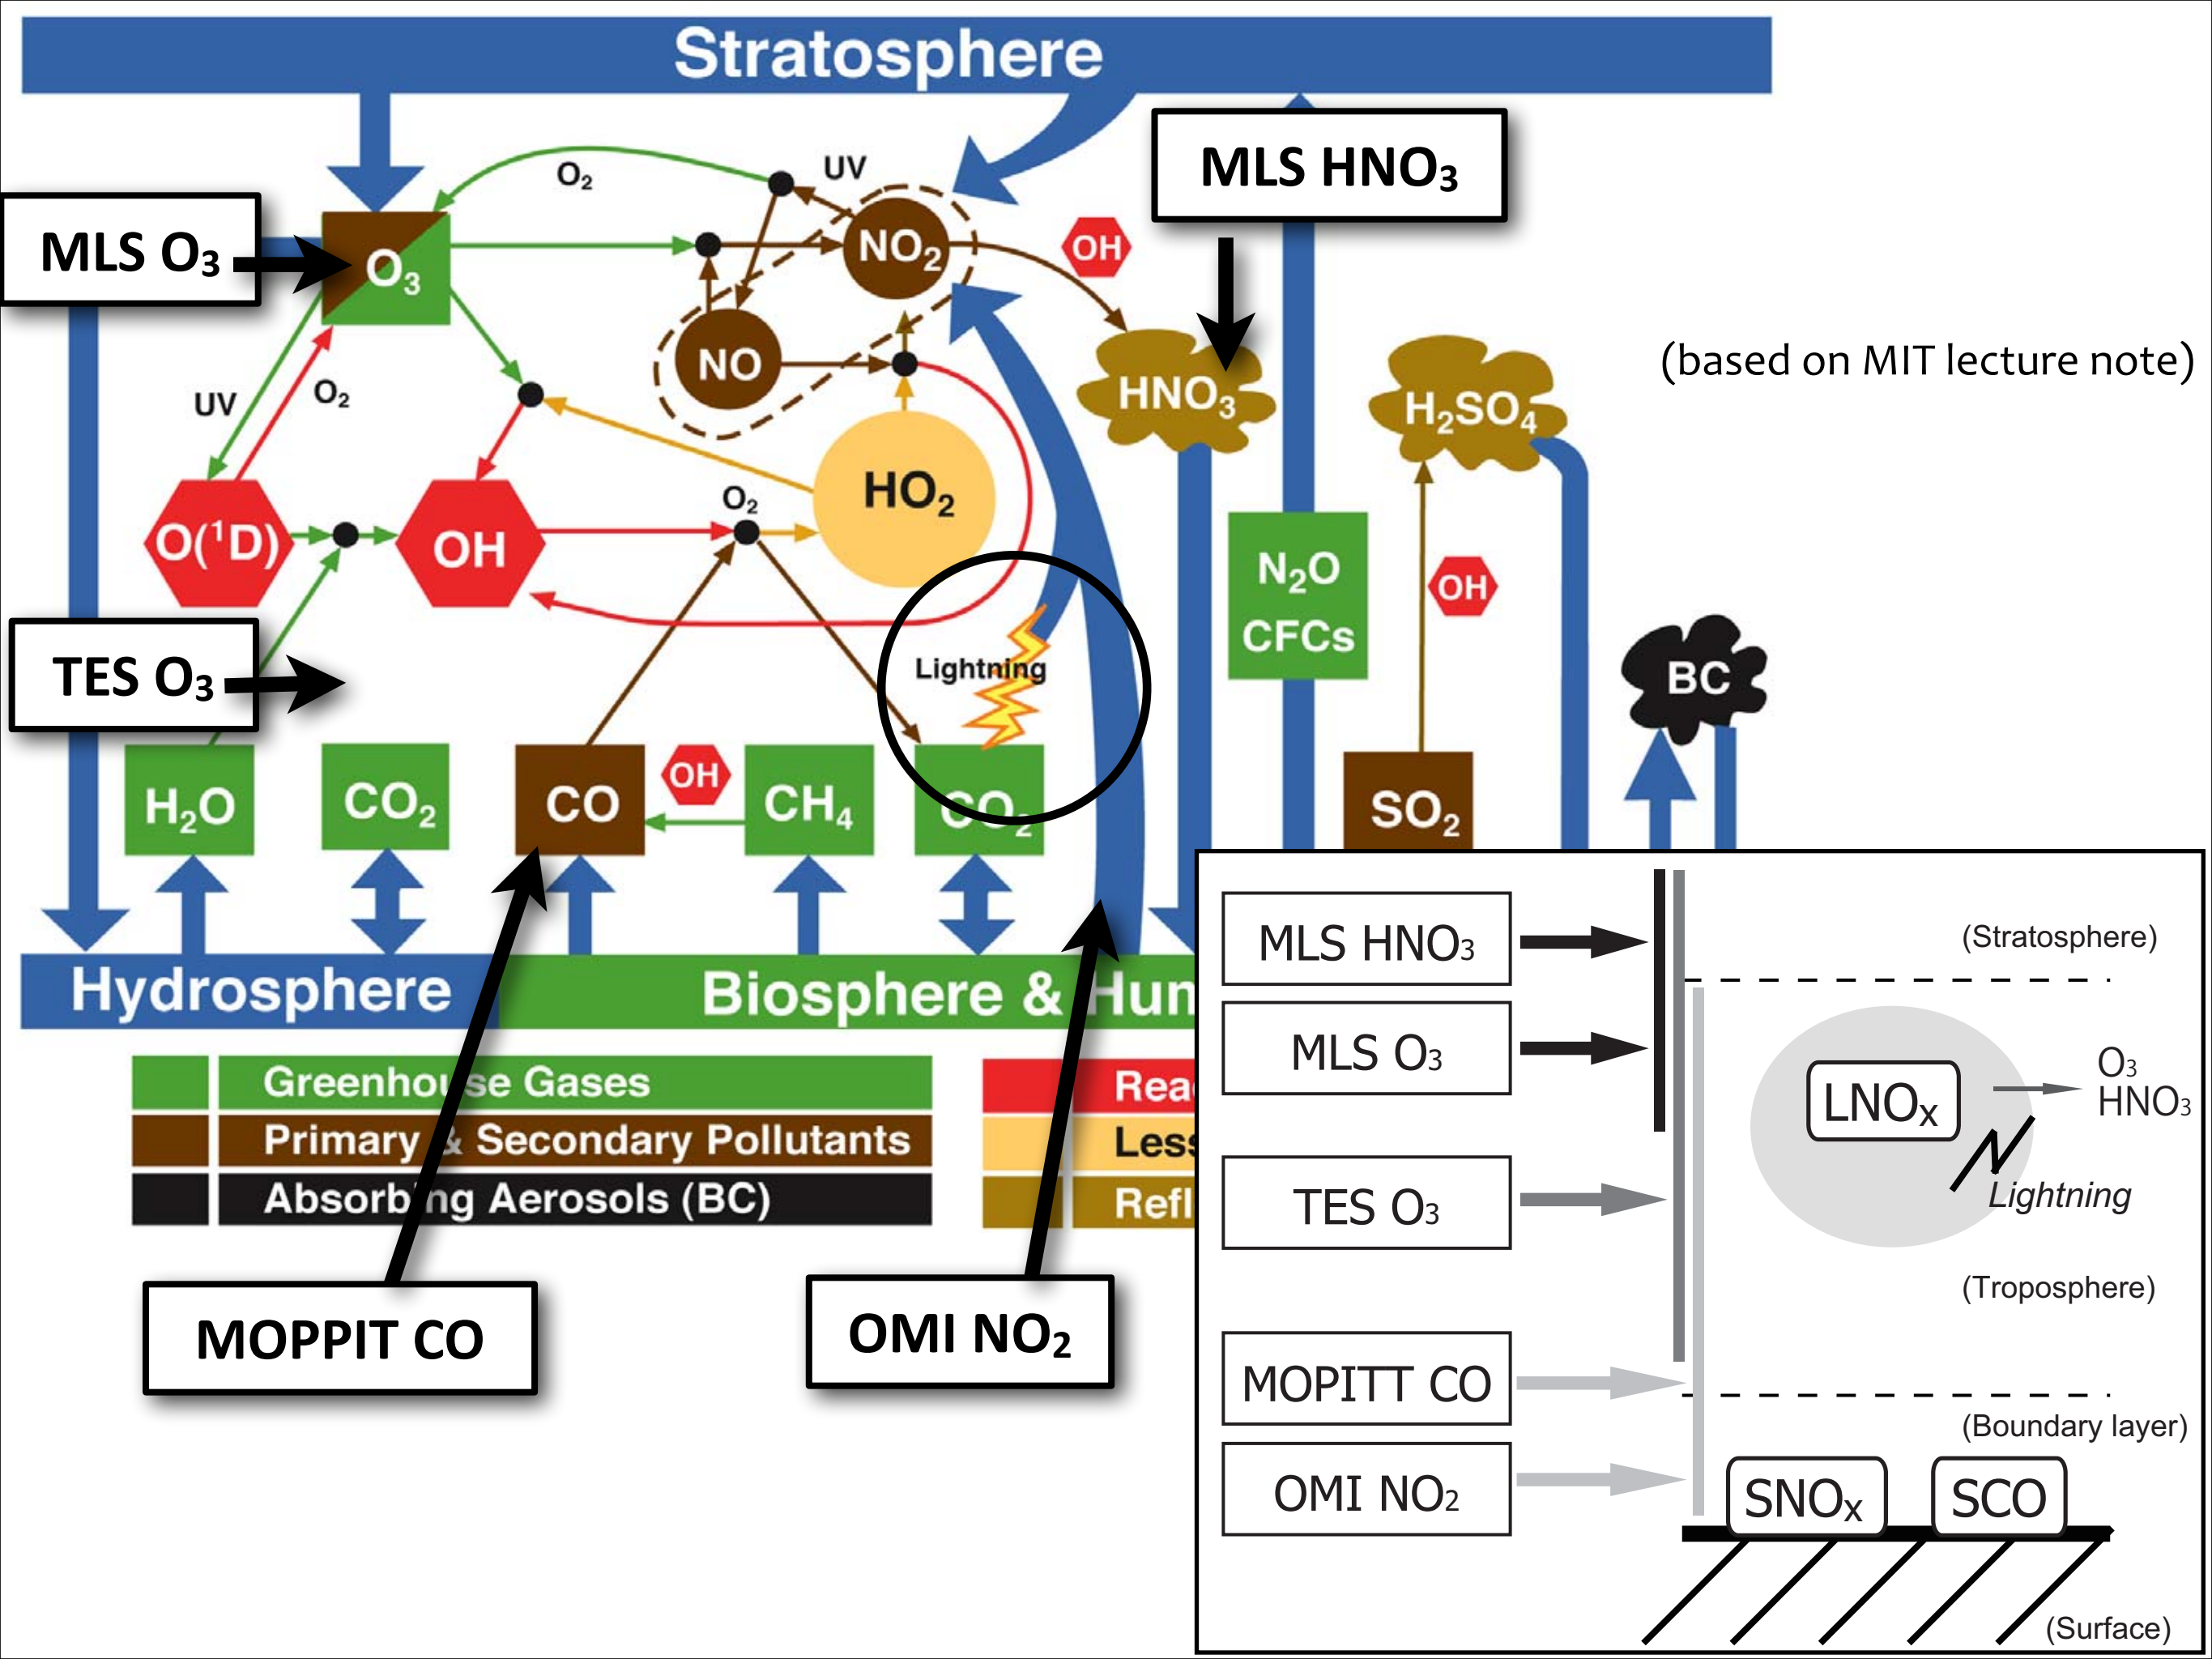 Stratosphere
MLS HNO₃
O₂
UV
MLS O₃
O₃
NO₂
OH
NO
(based on MIT lecture note)
HNO₃
H₂SO₄
UV
O₂
HO₂
O₂
O(¹D)
OH
N₂O
CFCs
OH
TES O₃
Lightning
BC
H₂O
CO₂
CO
OH
CH₄
CO₂
SO₂
Hydrosphere
Biosphere & Hun
Greenhouse Gases
Primary & Secondary Pollutants
Absorbing Aerosols (BC)
Rea
Less
Refl
MOPPIT CO
OMI NO₂
MLS HNO₃
(Stratosphere)
MLS O₃
LNOₓ
O₃
HNO₃
TES O₃
Lightning
(Troposphere)
MOPITT CO
(Boundary layer)
OMI NO₂
SNOₓ
SCO
(Surface)